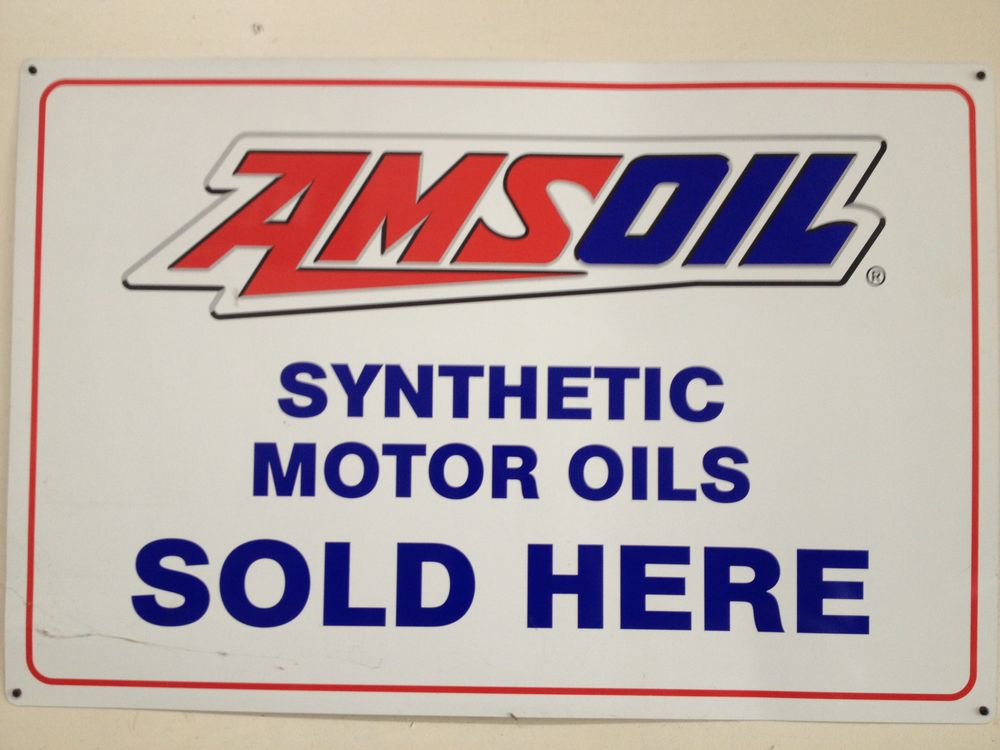 AMSOIL®
SYNTHETIC
MOTOR OILS
SOLD HERE